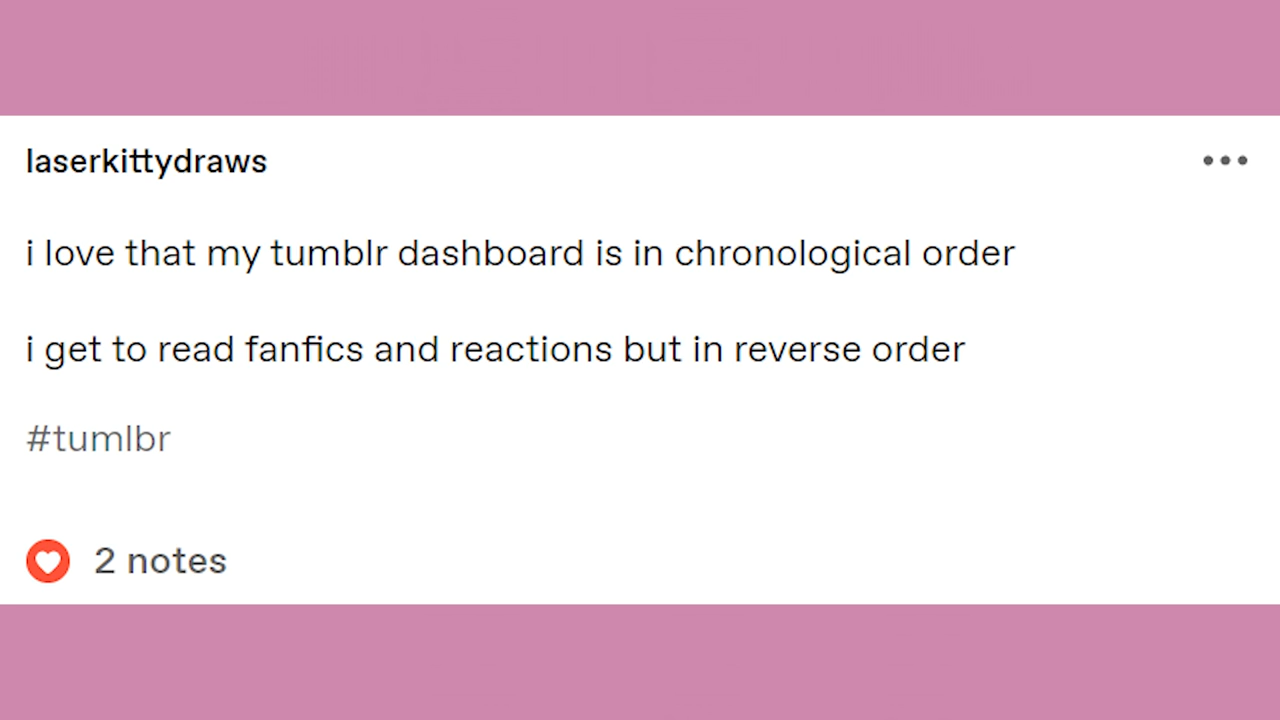 laserkittydraws
i love that my tumblr dashboard is in chronological order
i get to read fanfics and reactions but in reverse order
#tumlbr
2 notes